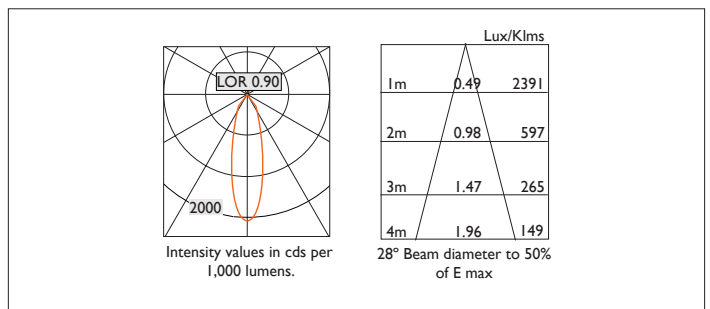 Lux/Klms
LOR 0.90
1m 0.49 2391
2m 0.98 597
3m 1.47 265
2000
4m 1.96 149
Intensity values in cds per
1,000 lumens.
28º Beam diameter to 50%
of E max